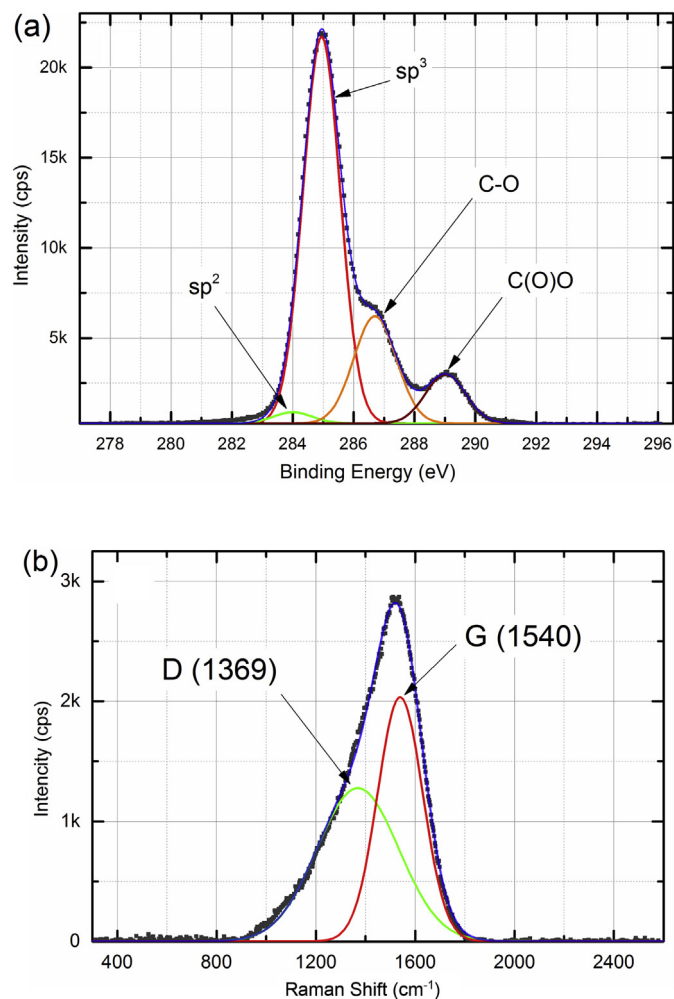 (a)
20k
15k
10k
5k
Intensity (cps)
sp³
C-O
sp²
C(O)O
278 280 282 284 286 288 290 292 294 296
Binding Energy (eV)
(b)
3k
2k
1k
0
Intencity (cps)
G (1540)
D (1369)
400 800 1200 1600 2000 2400
Raman Shift (cm⁻¹)